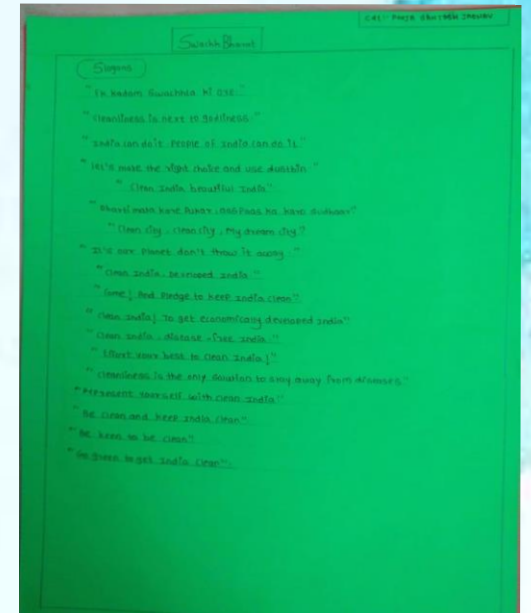 Swachh Bharat
Slogans
"Ek Kadam Swachhta ki ore."
"Cleanliness is next to godliness."
"India can do it. People of India can do it."
"Let's make the right choice and use dustbin."
"Clean India beautiful India."
"Dharti mata kare Pukar, aas Paas ka karo sudhaar"
"Clean city, Clean city, my dream city"
"It's our Planet don't throw it away."
"Clean India, Developed India."
"Come! And Pledge to keep India clean"
"Clean India! To get economically developed India"
"Clean India, disease-free India."
"Effort your best to Clean India!"
"Cleanliness is the only Solution to stay away from diseases."
"Represent yourself with Clean India"
"Be Clean and keep India Clean"
"Be keen to be clean"
"Go green to get India Clean".